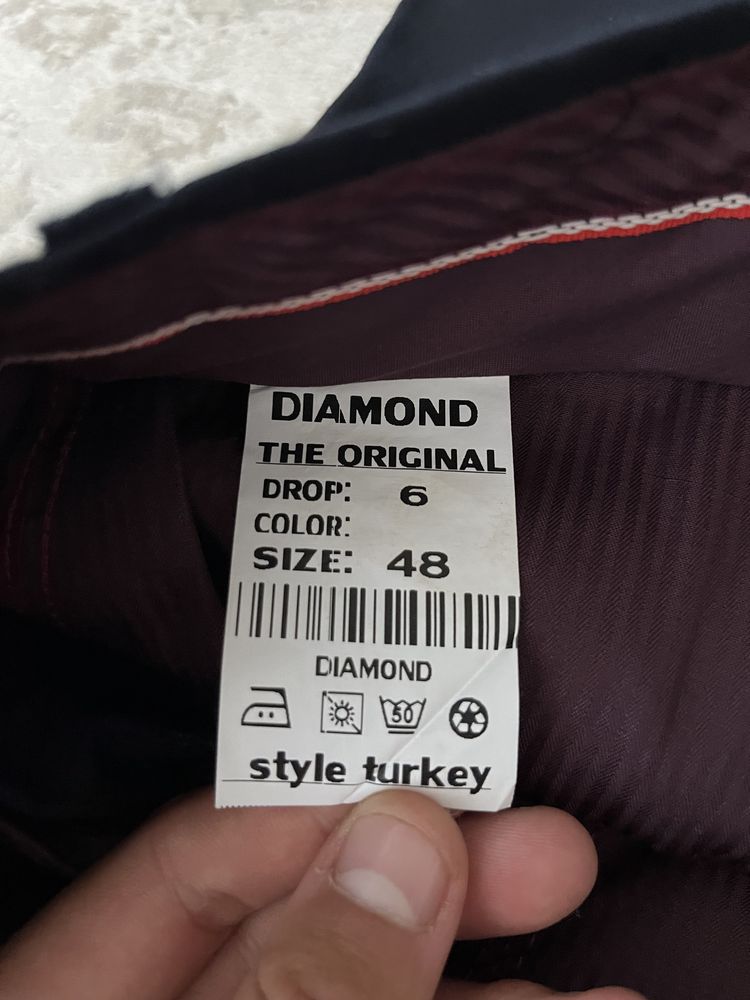 DIAMOND
THE ORIGINAL
DROP: 6
COLOR:
SIZE: 48
DIAMOND
50
style turkey